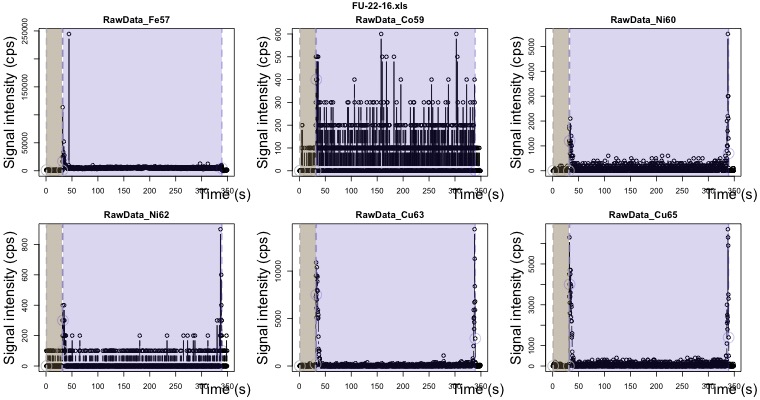 FU-22-16.xls
RawData_Fe57 RawData_Co59 RawData_Ni60
Signal intensity (cps) Signal intensity (cps) Signal intensity (cps)
0 50000 150000 250000
0 100 200 300 400 500 600
0 1000 2000 3000 4000 5000
0 50 100 150 200 250 300 350
0 50 100 150 200 250 300 350
0 50 100 150 200 250 300 350
Time (s) Time (s) Time (s)
RawData_Ni62 RawData_Cu63 RawData_Cu65
Signal intensity (cps) Signal intensity (cps) Signal intensity (cps)
0 200 400 600 800
0 5000 10000
0 1000 3000 5000
0 50 100 150 200 250 300 350
0 50 100 150 200 250 300 350
0 50 100 150 200 250 300 350
Time (s) Time (s) Time (s)